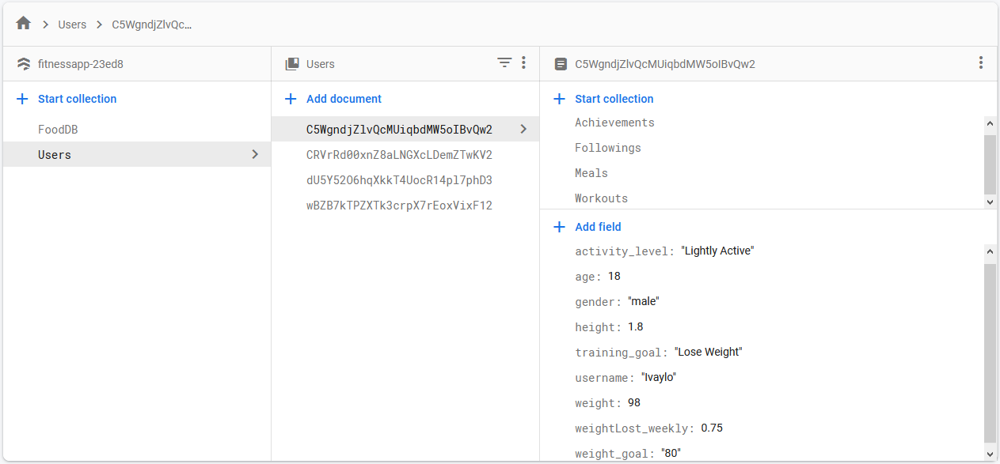 Users
C5WgndjZlvQc...
fitnessapp-23ed8
Start collection
FoodDB
Users
Users
Add document
C5WgndjZlvQcMUiqbdMW5oIBvQw2
CRVrRd00xnZ8aLNGXcLDemZTwKV2
dU5Y52O6hqXkkT4UocR14pl7phD3
wBZB7kTPZXTk3crpX7rEoxVixF12
C5WgndjZlvQcMUiqbdMW5oIBvQw2
Start collection
Achievements
Followings
Meals
Workouts
Add field
activity_level: "Lightly Active"
age: 18
gender: "male"
height: 1.8
training_goal: "Lose Weight"
username: "Ivaylo"
weight: 98
weightLost_weekly: 0.75
weight_goal: "80"